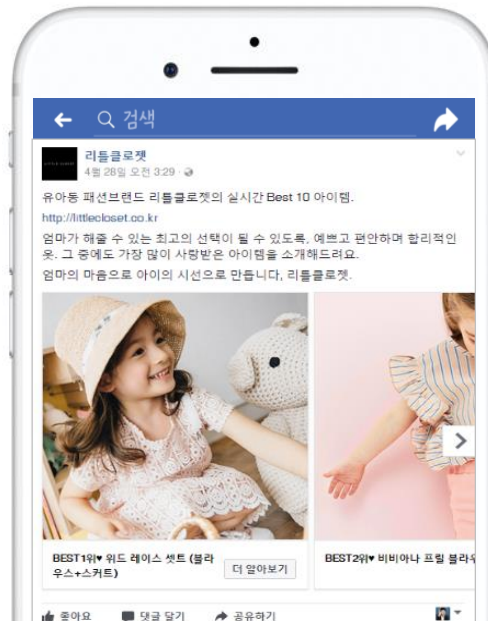 검색
리틀클로젯
4월 28일 오전 3:29 ·
유아동 패션브랜드 리틀클로젯의 실시간 Best 10 아이템.
http://littlecloset.co.kr
엄마가 해줄 수 있는 최고의 선택이 될 수 있도록, 예쁘고 편안하며 합리적인
옷. 그 중에도 가장 많이 사랑받은 아이템을 소개해드려요.
엄마의 마음으로 아이의 시선으로 만듭니다, 리틀클로젯.
BEST1위♥ 위드 레이스 셋트 (블라
우스+스커트)
더 알아보기
BEST2위♥ 비비아나 프릴 블라우
좋아요 댓글 달기 공유하기